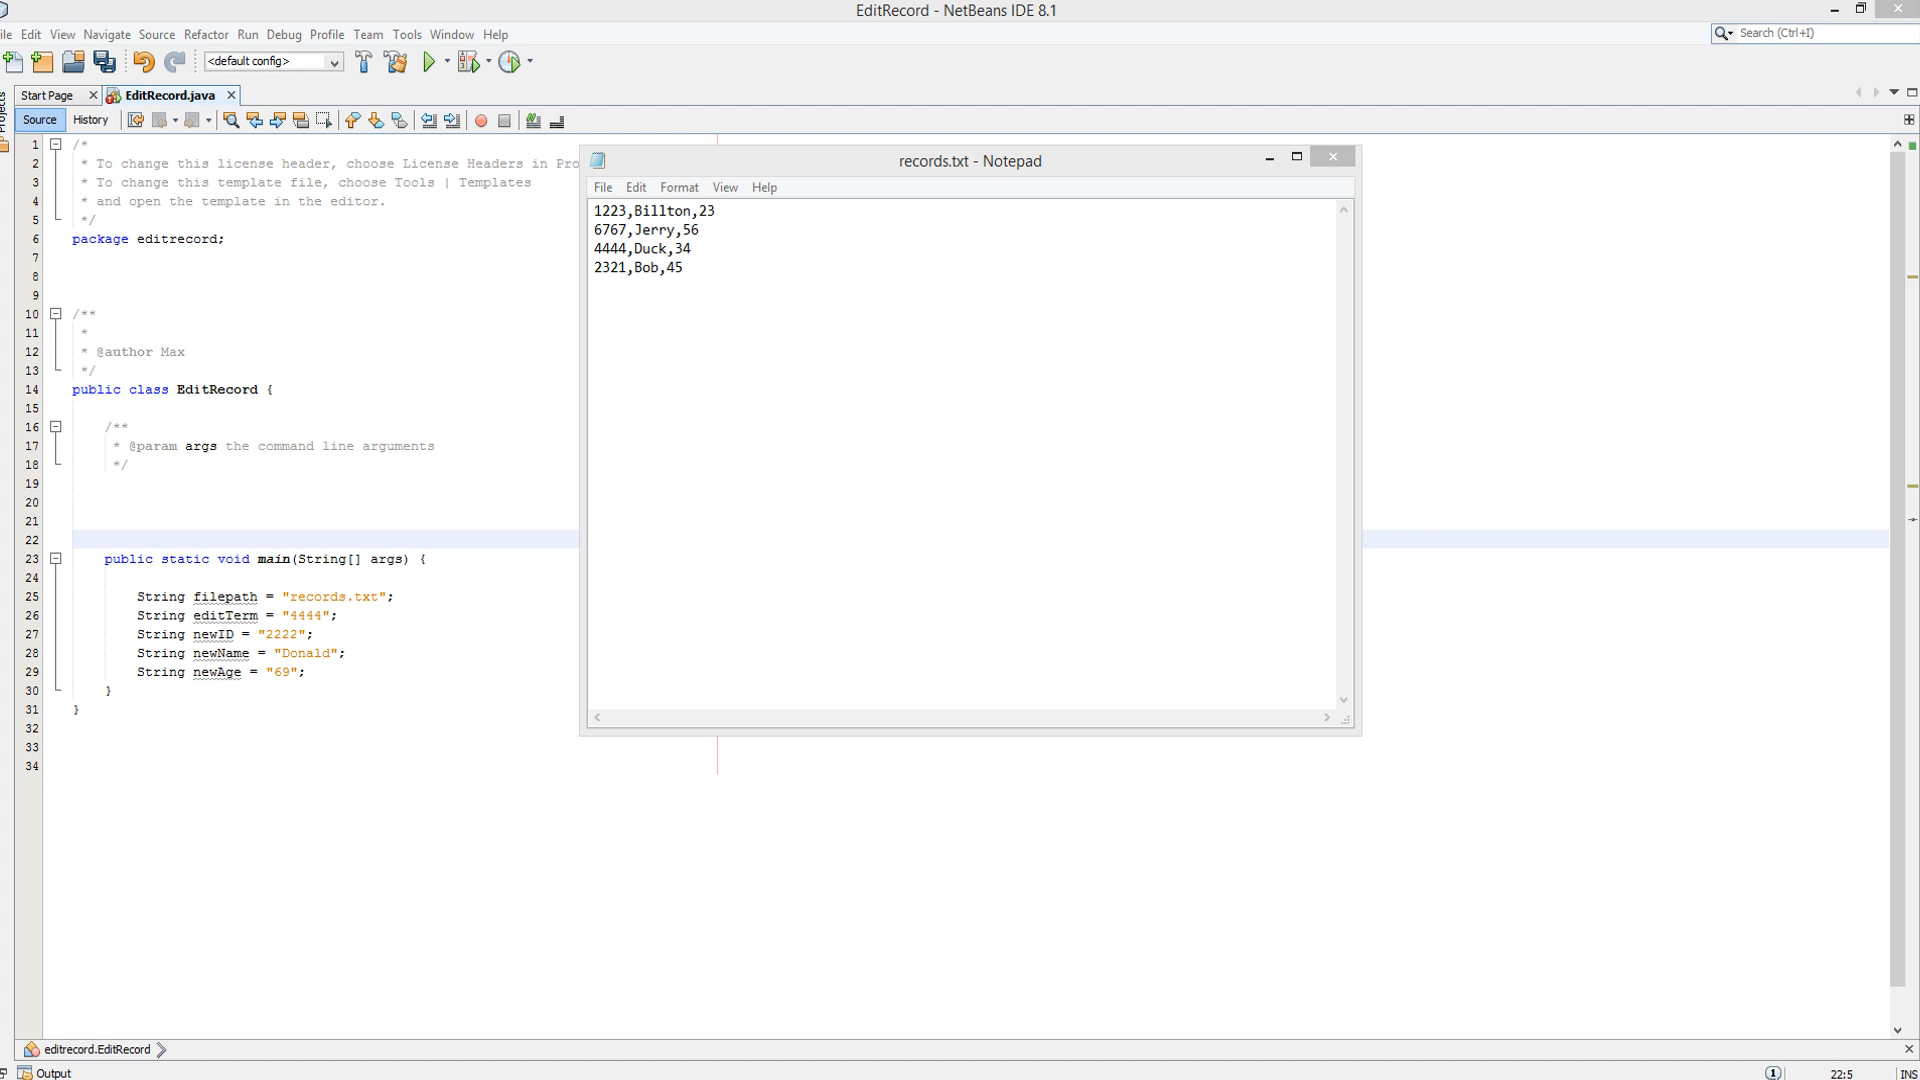 EditRecord - NetBeans IDE 8.1
ile Edit View Navigate Source Refactor Run Debug Profile Team Tools Window Help
Search (Ctrl+I)
<default config>
Projects
Start Page EditRecord.java
Source History
1 /*
2 * To change this license header, choose License Headers in Pro
3 * To change this template file, choose Tools | Templates
4 * and open the template in the editor.
5 */
6 package editrecord;
7
8
9
10 /**
11 *
12 * @author Max
13 */
14 public class EditRecord {
15
16 /**
17 * @param args the command line arguments
18 */
19
20
21
22
23 public static void main(String[] args) {
24
25 String filepath = "records.txt";
26 String editTerm = "4444";
27 String newID = "2222";
28 String newName = "Donald";
29 String newAge = "69";
30 }
31 }
32
33
34
records.txt - Notepad
File Edit Format View Help
1223,Billton,23
6767,Jerry,56
4444,Duck,34
2321,Bob,45
editrecord.EditRecord
Output
1
22:5
INS